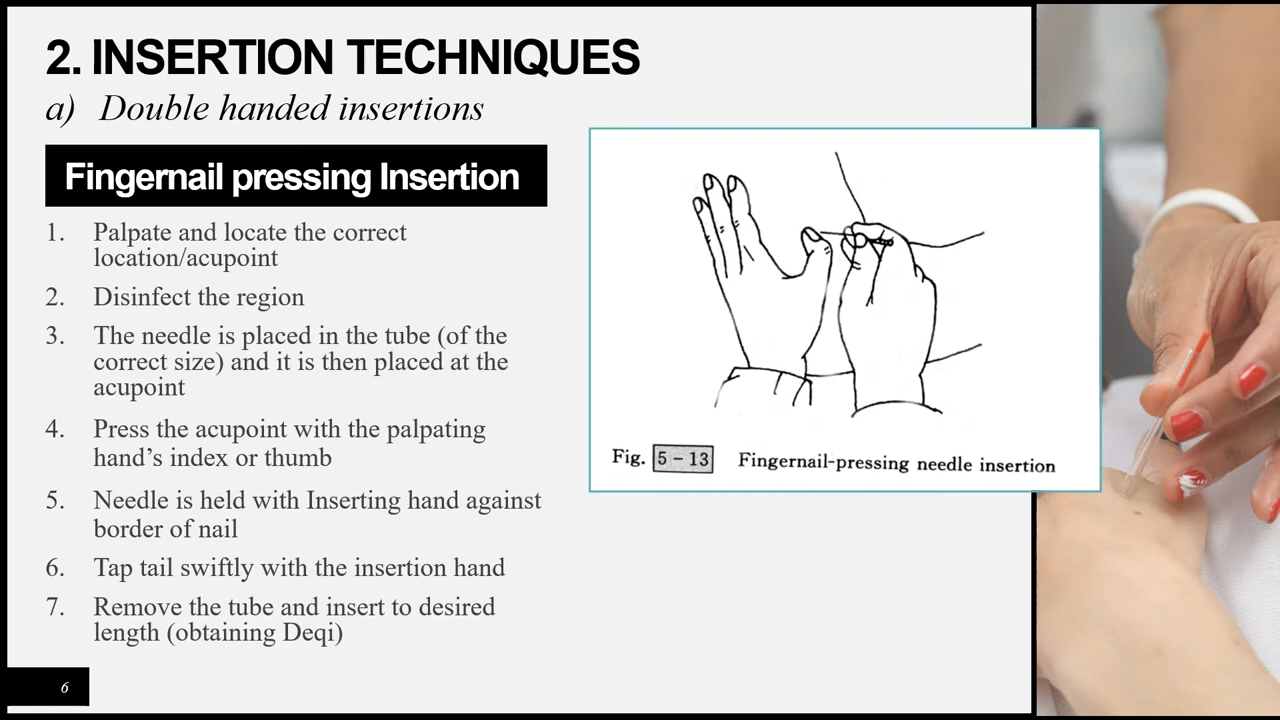 2. INSERTION TECHNIQUES
a) Double handed insertions
Fingernail pressing Insertion
1. Palpate and locate the correct
location/acupoint
2. Disinfect the region
3. The needle is placed in the tube (of the
correct size) and it is then placed at the
acupoint
4. Press the acupoint with the palpating
hand’s index or thumb
5. Needle is held with Inserting hand against
border of nail
6. Tap tail swiftly with the insertion hand
7. Remove the tube and insert to desired
length (obtaining Deqi)
Fig. 5 – 13 Fingernail-pressing needle insertion
6